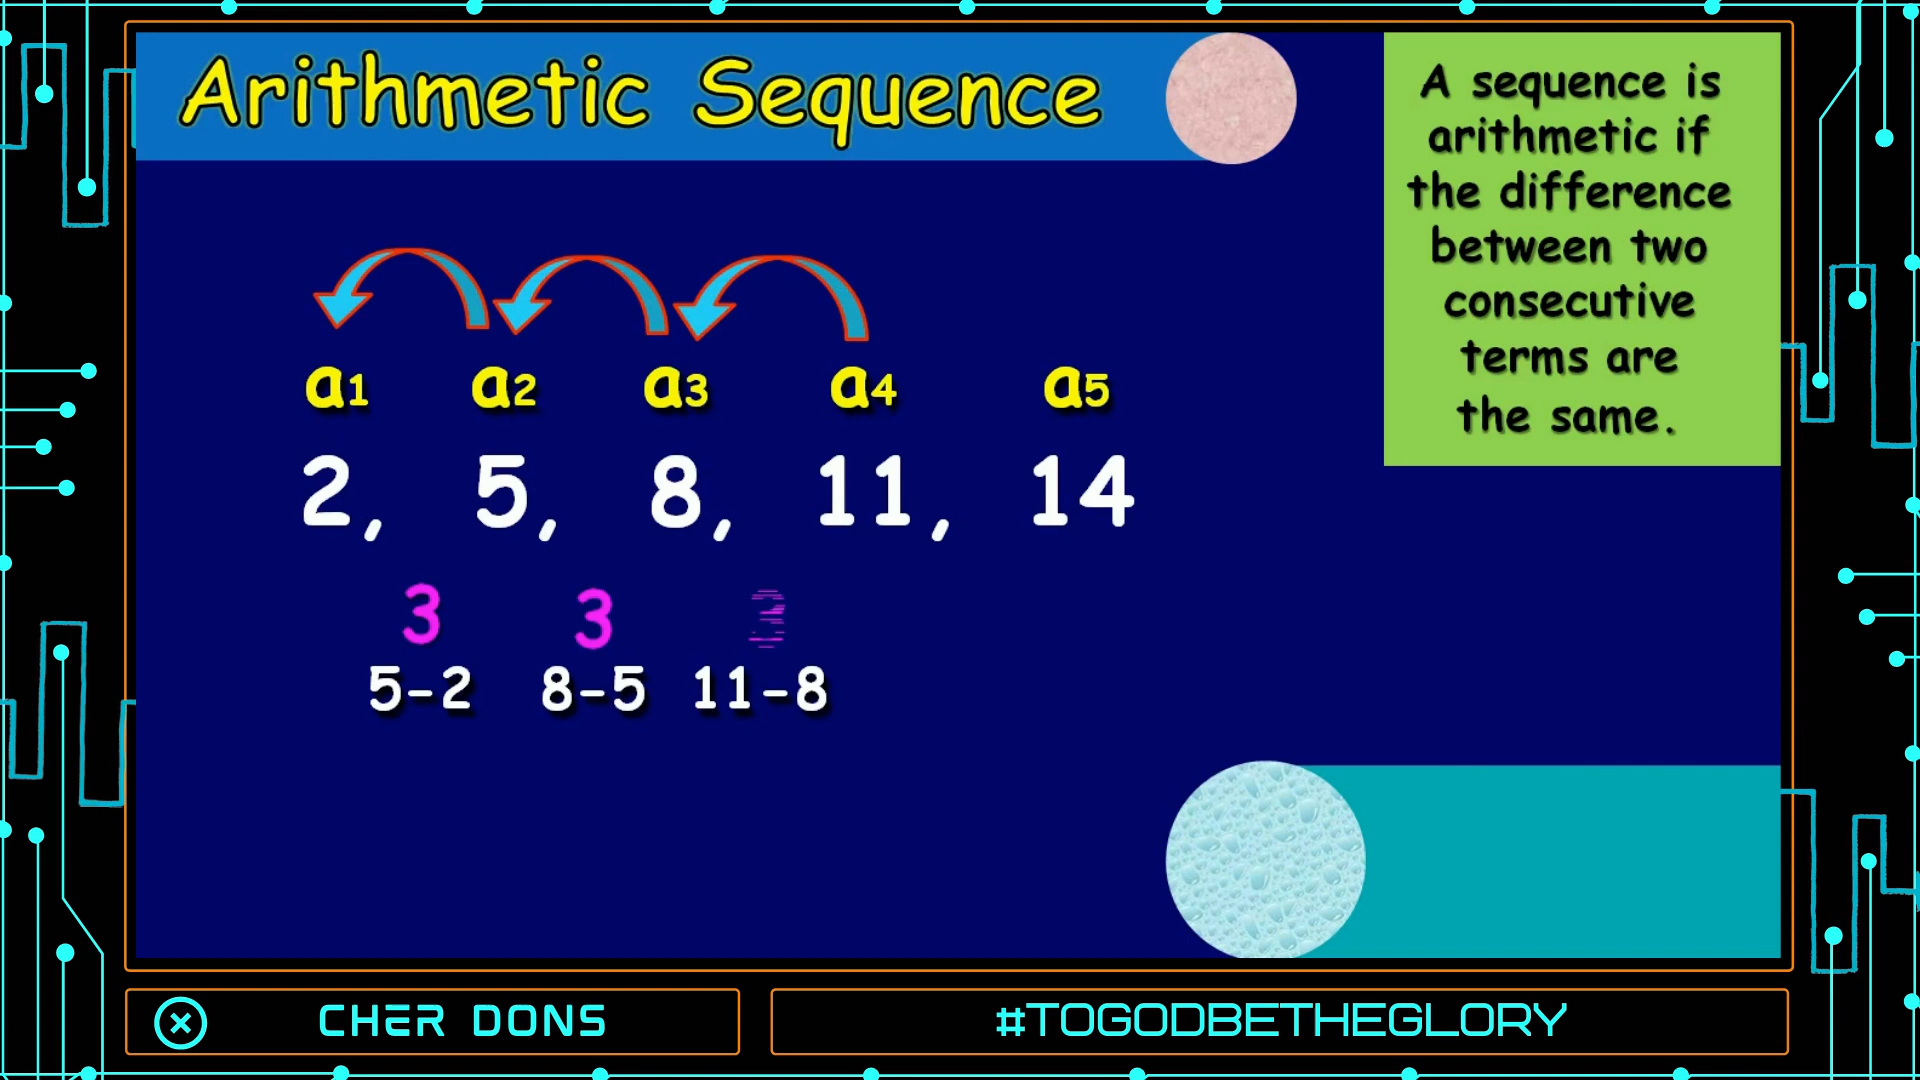 Arithmetic Sequence
A sequence is
arithmetic if
the difference
between two
consecutive
terms are
the same.
a1 a2 a3 a4 a5
2, 5, 8, 11, 14
3 3 3
5-2 8-5 11-8
CHER DONS
#TOGODBETHEGLORY